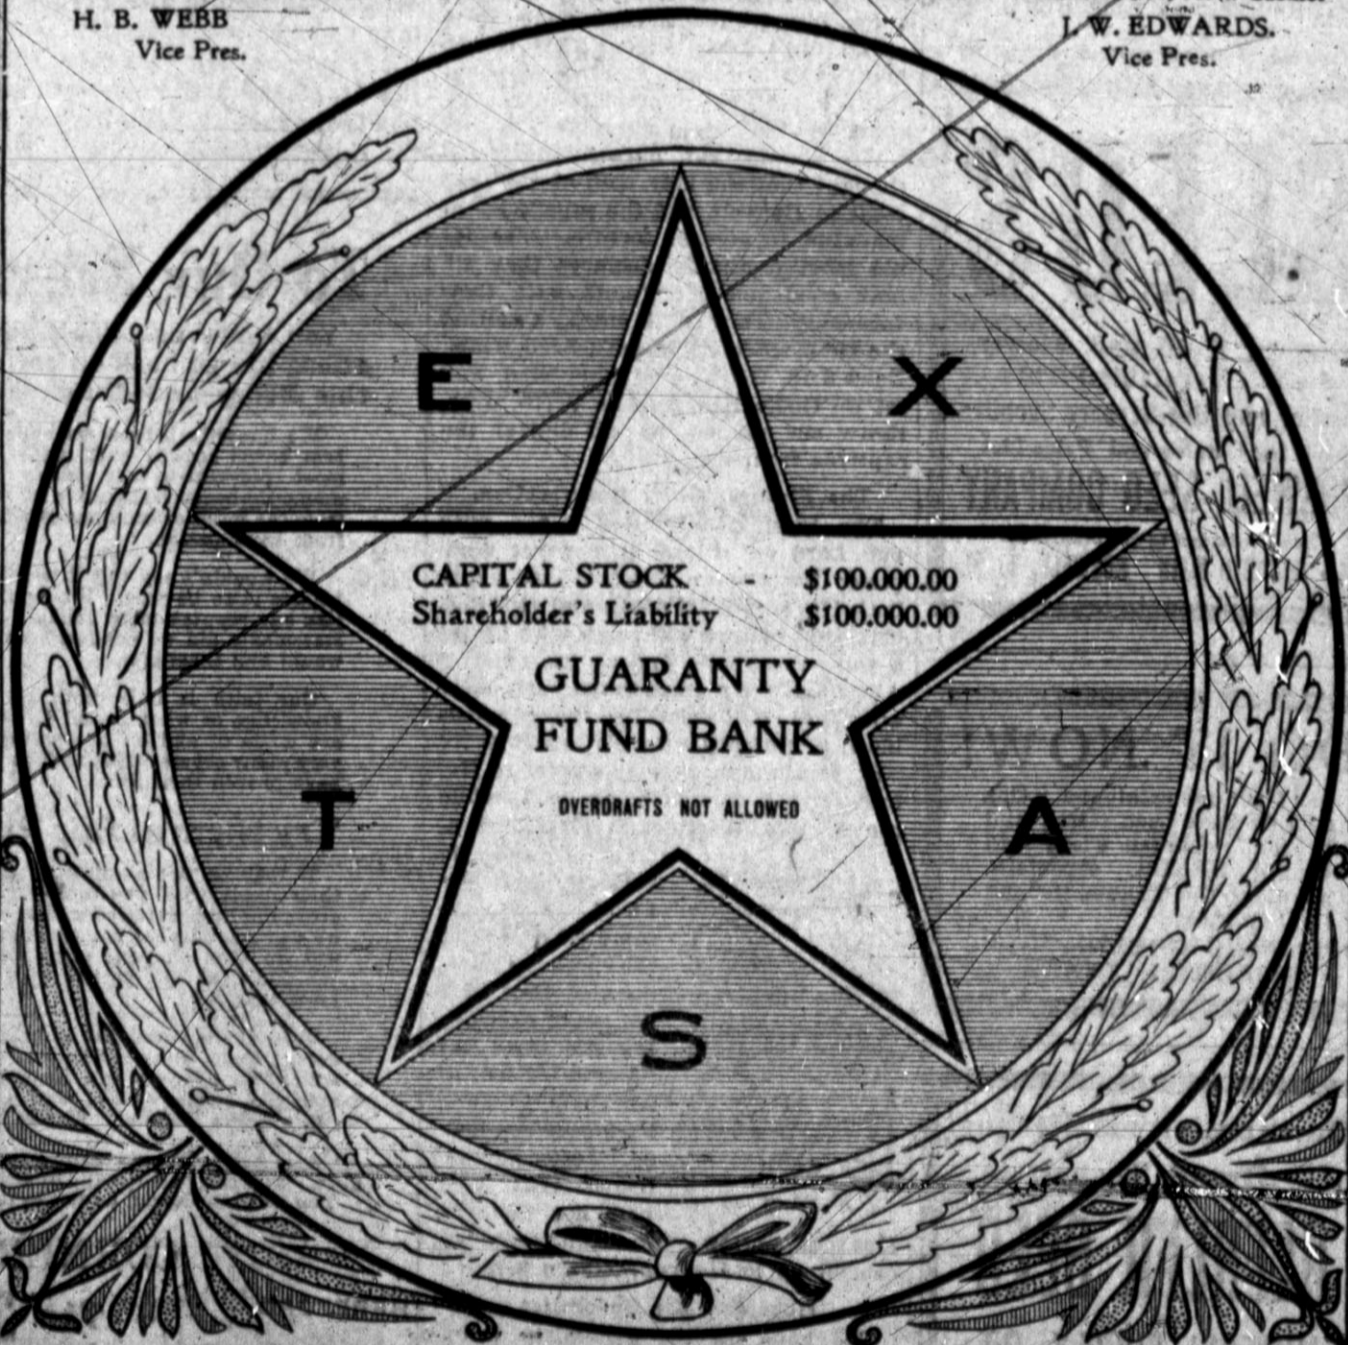 H. B. WEBB
Vice Pres.
J. W. EDWARDS.
Vice Pres.
E X
CAPITAL STOCK - $100.000.00
Shareholder's Liability $100.000.00
GUARANTY
FUND BANK
OVERDRAFTS NOT ALLOWED
T A
S